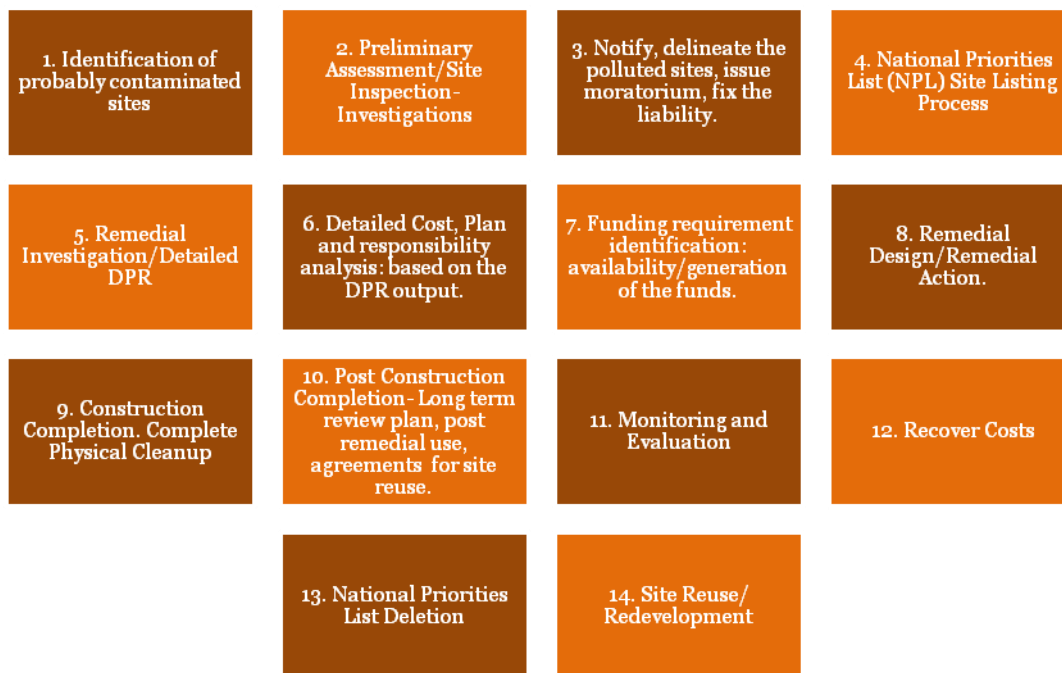 1. Identification of
probably contaminated
sites
2. Preliminary
Assessment/Site
Inspection-
Investigations
3. Notify, delineate the
polluted sites, issue
moratorium, fix the
liability.
4. National Priorities
List (NPL) Site Listing
Process
5. Remedial
Investigation/Detailed
DPR
6. Detailed Cost, Plan
and responsibility
analysis: based on the
DPR output.
7. Funding requirement
identification:
availability/generation
of the funds.
8. Remedial
Design/Remedial
Action.
9. Construction
Completion. Complete
Physical Cleanup
10. Post Construction
Completion- Long term
review plan, post
remedial use,
agreements for site
reuse.
11. Monitoring and
Evaluation
12. Recover Costs
13. National Priorities
List Deletion
14. Site Reuse/
Redevelopment